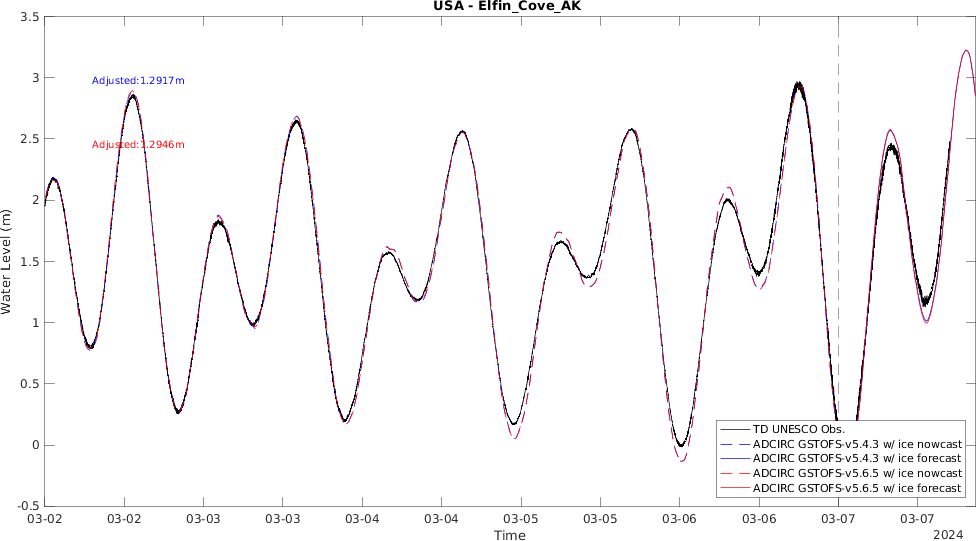 USA - Elfin_Cove_AK
3.5
3
2.5
2
1.5
1
0.5
0
-0.5
Water Level (m)
Adjusted:1.2917m
Adjusted:1.2946m
TD UNESCO Obs.
ADCIRC GSTOFS-v5.4.3 w/ ice nowcast
ADCIRC GSTOFS-v5.4.3 w/ ice forecast
ADCIRC GSTOFS-v5.6.5 w/ ice nowcast
ADCIRC GSTOFS-v5.6.5 w/ ice forecast
03-02 03-02 03-03 03-03 03-04 03-04 03-05 03-05 03-06 03-06 03-07 03-07
Time
2024